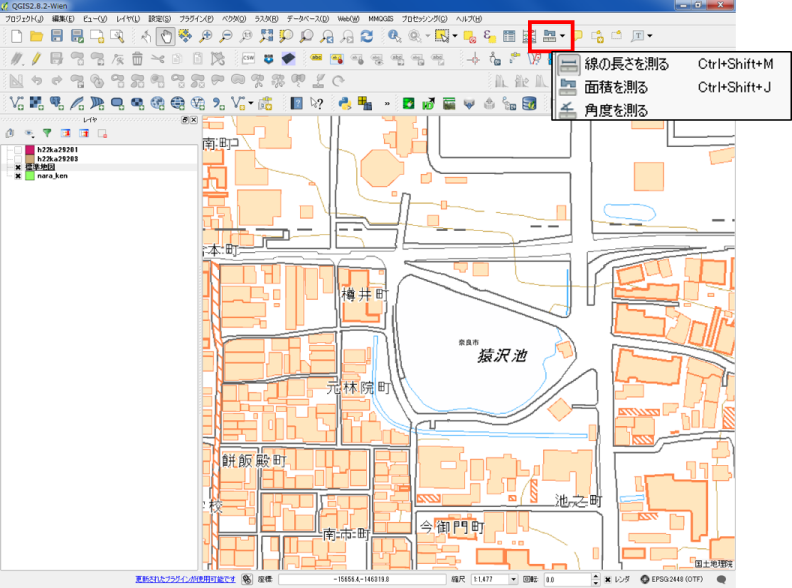 QGIS2.8.2-Wien
プロジェクト(J) 編集(E) ビュー(V) レイヤ(L) 設定(S) プラグイン(P) ベクタ(O) ラスタ(R) データベース(D) Web(W) MMQGIS プロセッシング(C) ヘルプ(H)
線の長さを測る Ctrl+Shift+M
面積を測る Ctrl+Shift+J
角度を測る
レイヤ
h22ka29201
h22ka29203
標準地図
nara_ken
南町
本町
樽井町
奈良市
猿沢池
元林院町
餅飯殿町
校
池之町
南市町
今御門町
国土地理院
更新されたプラグインが使用可能です 座標: -15655.4,-146319.8 縮尺 1:1,477 回転: 0.0 レンダ EPSG:2448 (OTF)